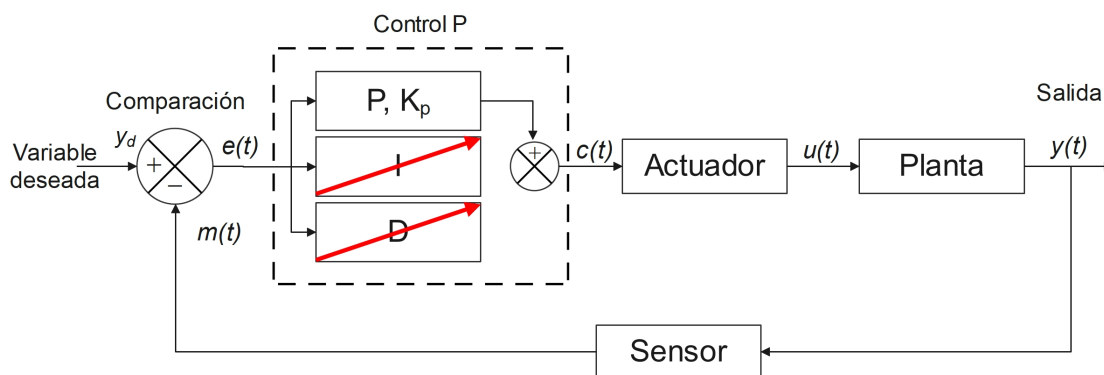 Control P
Comparación
P, Kp
Salida
yd
e(t)
+
c(t)
Actuador
u(t)
Planta
y(t)
Variable
deseada
+
−
I
m(t)
D
Sensor